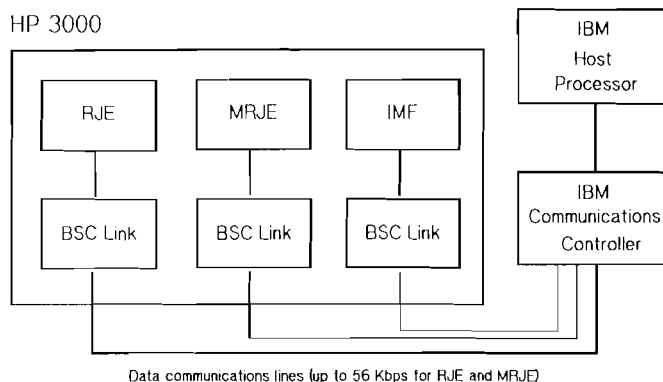 HP 3000
IBM
Host
Processor
RJE
MRJE
IMF
BSC Link
BSC Link
BSC Link
IBM
Communications
Controller
Data communications lines (up to 56 Kbps for RJE and MRJE)